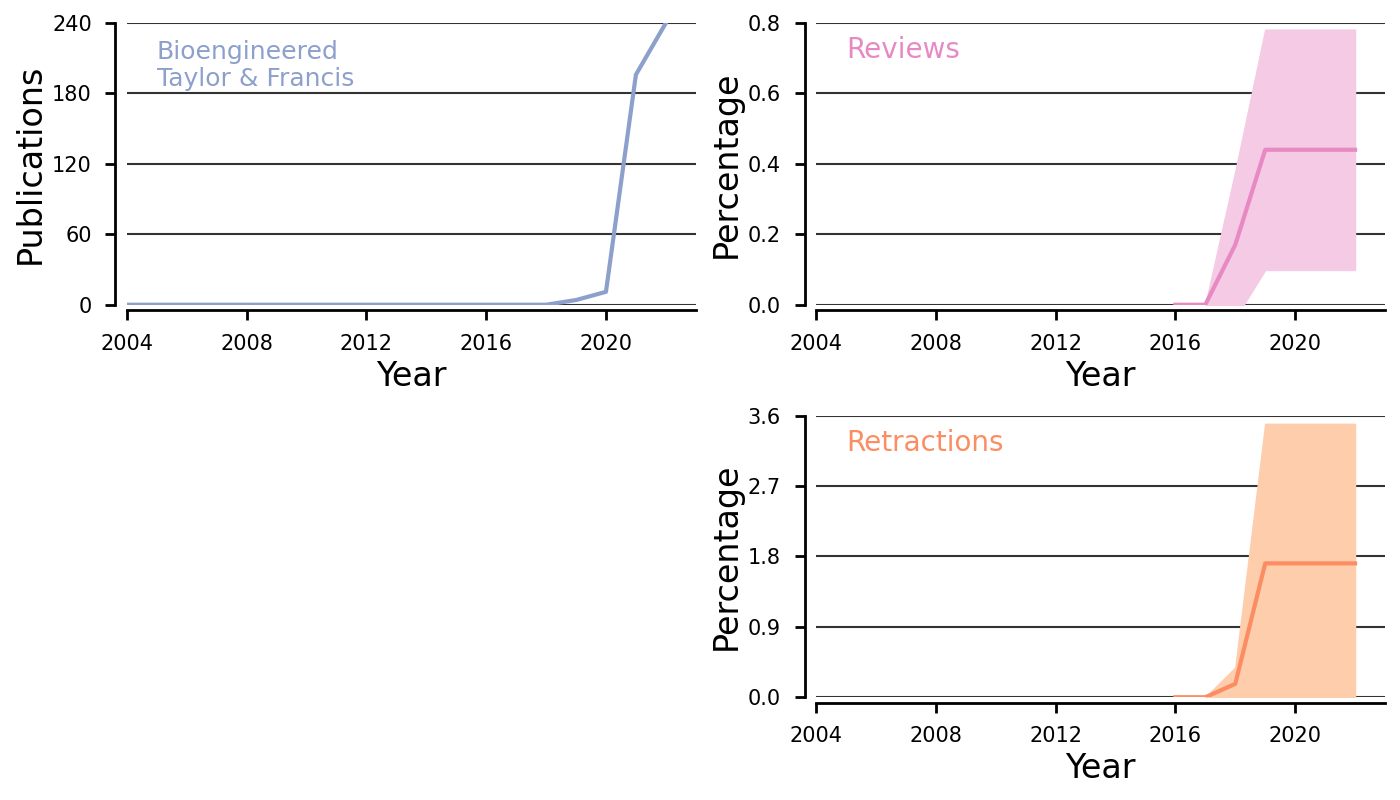 Publications
240
180
120
60
0
Bioengineered
Taylor & Francis
2004 2008 2012 2016 2020
Year
Percentage
0.8
0.6
0.4
0.2
0.0
Reviews
2004 2008 2012 2016 2020
Year
Percentage
3.6
2.7
1.8
0.9
0.0
Retractions
2004 2008 2012 2016 2020
Year